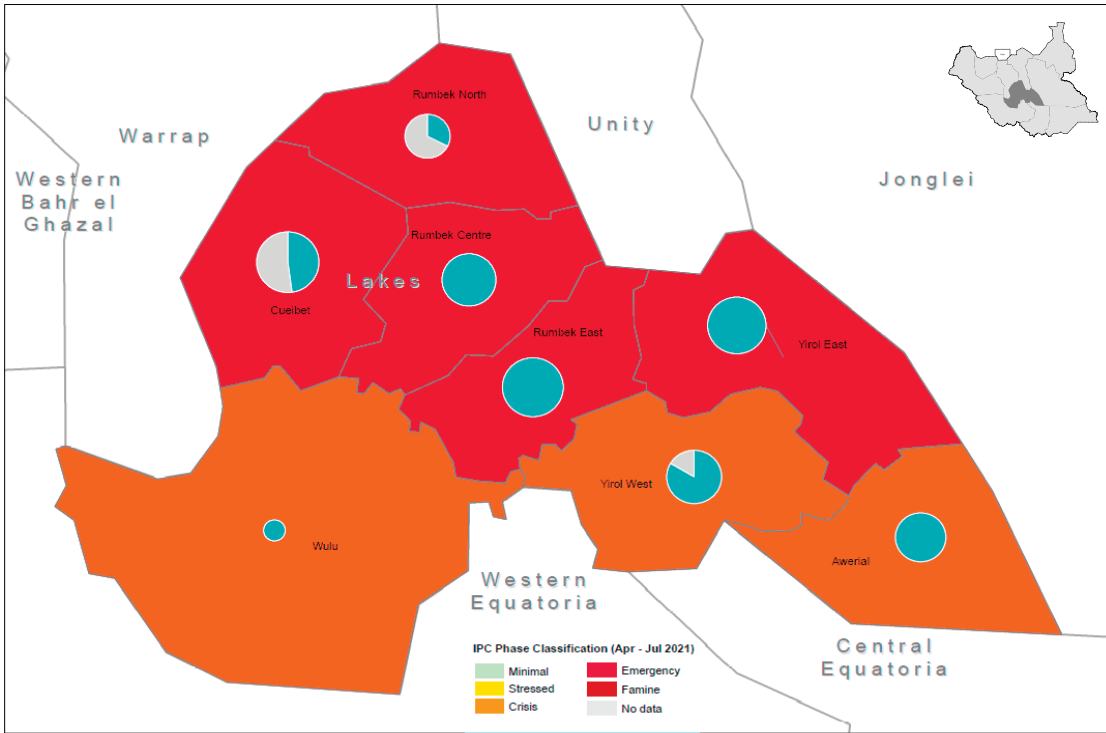 Rumbek North
Warrap
Unity
Western
Bahr el
Ghazal
Jonglei
Rumbek Centre
Lakes
Cueibet
Rumbek East
Yirol East
Yirol West
Wulu
Awerial
Western
Equatoria
Central
Equatoria
IPC Phase Classification (Apr - Jul 2021)
Minimal
Emergency
Stressed
Famine
Crisis
No data